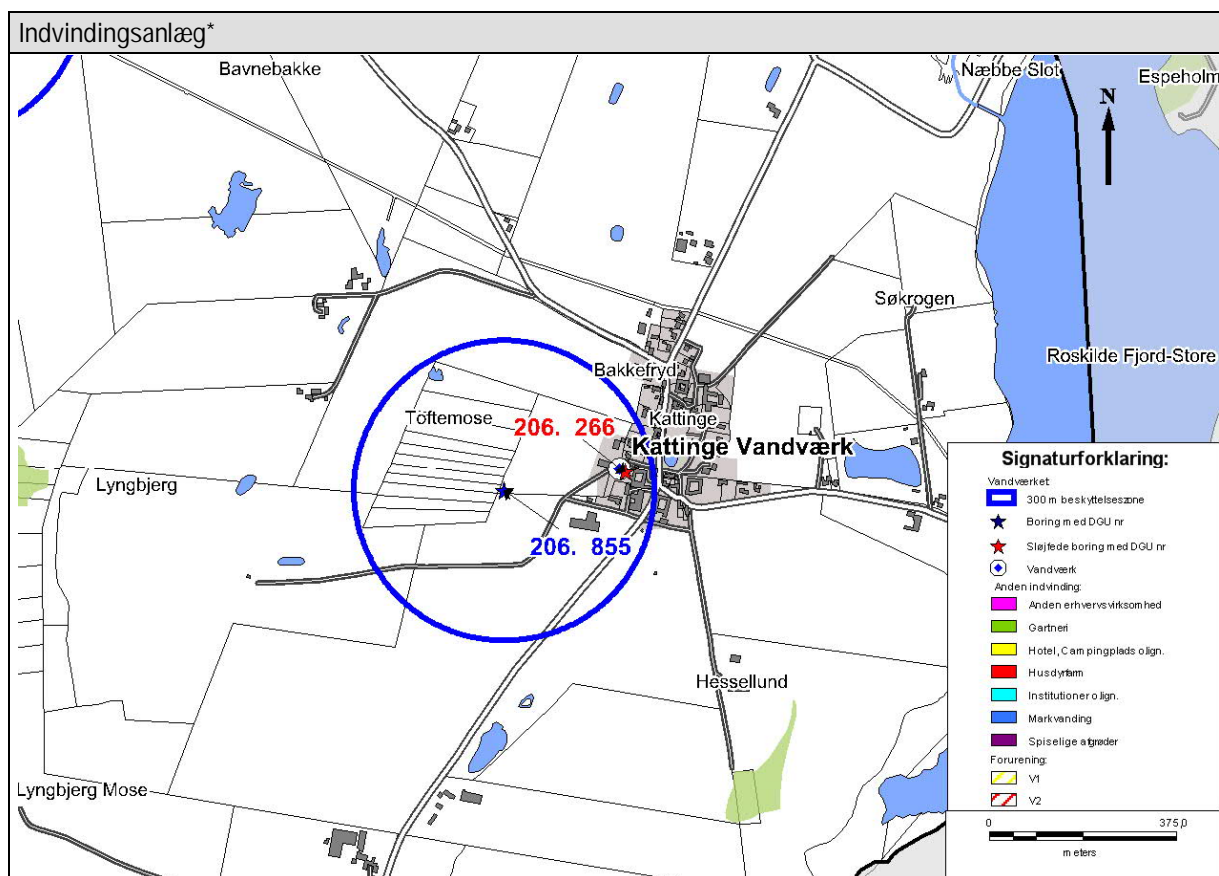 Indvindingsanlæg*
Bavnebakke
Næbbe Slot
Espeholm
N
Søkrogen
Roskilde Fjord-Store
Bakkefryd
Töftemose
Kattinge
206. 266
Kattinge Vandværk
Lyngbjerg
206. 855
Hessellund
Lyngbjerg Mose
Signaturforklaring:
Vandværket
300 m beskyttelseszone
Boring med DGU nr
Sløjfede boring med DGU nr
Vandværk
Anden indvinding:
Anden erhvervsvirksomhed
Gartneri
Hotel, Campingplads o.lign.
Husdyrfarm
Institutioner o.lign.
Markvanding
Spiselige afgrøder
Forurening:
V1
V2
0 375,0
meters